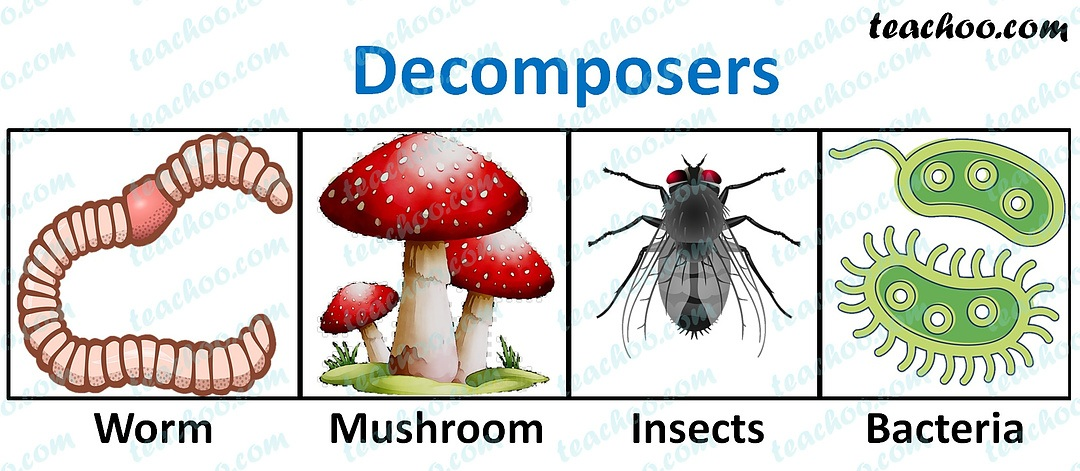 teachoo.com
Decomposers
Worm
Mushroom
Insects
Bacteria